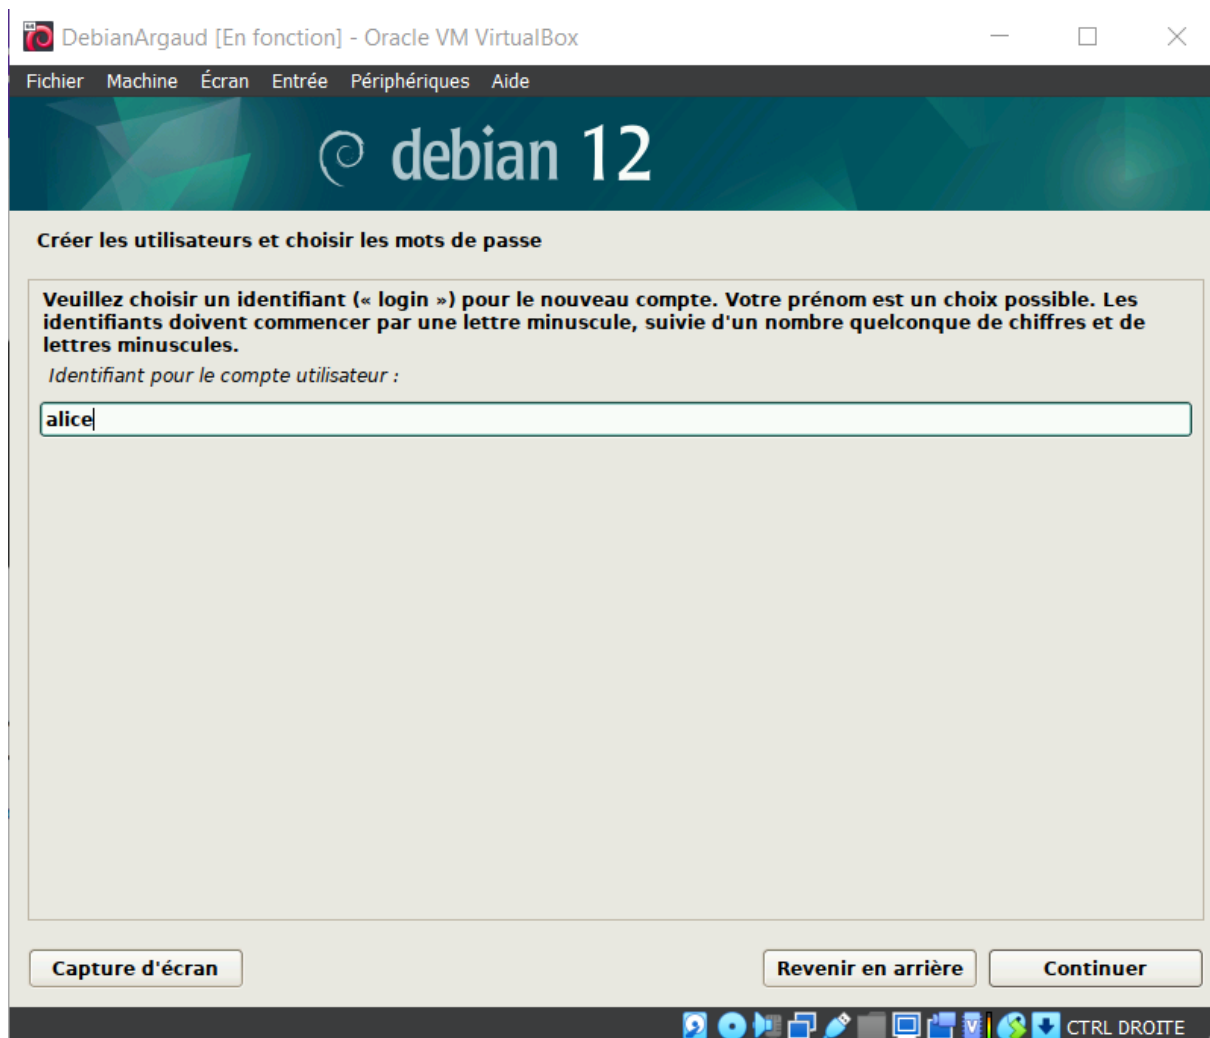 DebianArgaud [En fonction] - Oracle VM VirtualBox
Fichier Machine Écran Entrée Périphériques Aide
debian 12
Créer les utilisateurs et choisir les mots de passe
Veuillez choisir un identifiant (« login ») pour le nouveau compte. Votre prénom est un choix possible. Les
identifiants doivent commencer par une lettre minuscule, suivie d'un nombre quelconque de chiffres et de
lettres minuscules.
Identifiant pour le compte utilisateur :
alice
Capture d'écran Revenir en arrière Continuer
CTRL DROITE